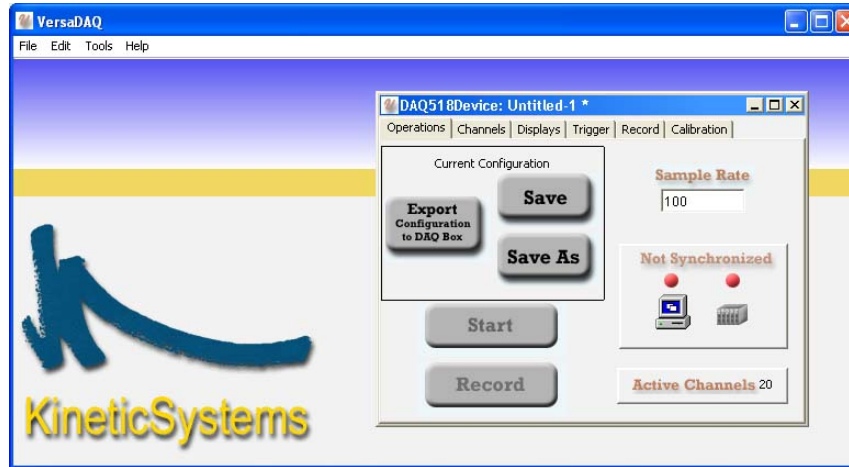 VersaDAQ
File Edit Tools Help
DAQ518Device: Untitled-1 *
Operations Channels Displays Trigger Record Calibration
Current Configuration
Export
Configuration
to DAQ Box
Save
Save As
Sample Rate
100
Not Synchronized
Start
Record
Active Channels 20
KineticSystems